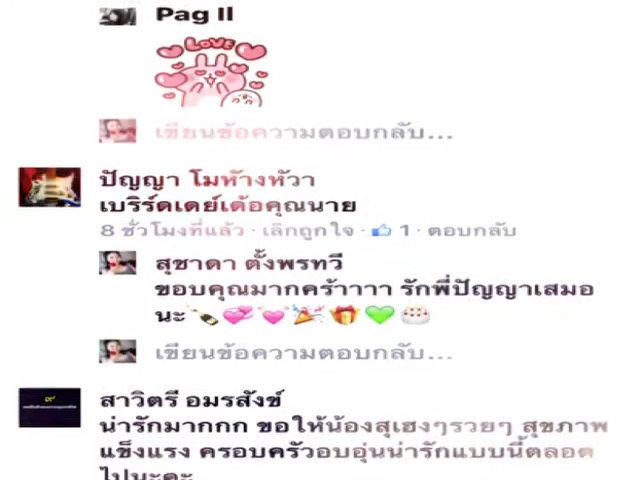 Pag II
LOVE
เขียนข้อความตอบกลับ...
ปัญญา โมห้างหัวา
เบริร์ดเดย์เด้อคุณนาย
8 ชั่วโมงที่แล้ว · เลิกถูกใจ · 1 · ตอบกลับ
สุชาดา ตั้งพรทวี
ขอบคุณมากคร้าาาา รักพี่ปัญญาเสมอ
นะ
เขียนข้อความตอบกลับ...
สาวิตรี อมรสังข์
น่ารักมากกก ขอให้น้องสุเฮงๆรวยๆ สุขภาพ
แข็งแรง ครอบครัวอบอุ่นน่ารักแบบนี้ตลอด
ไปนะคะ